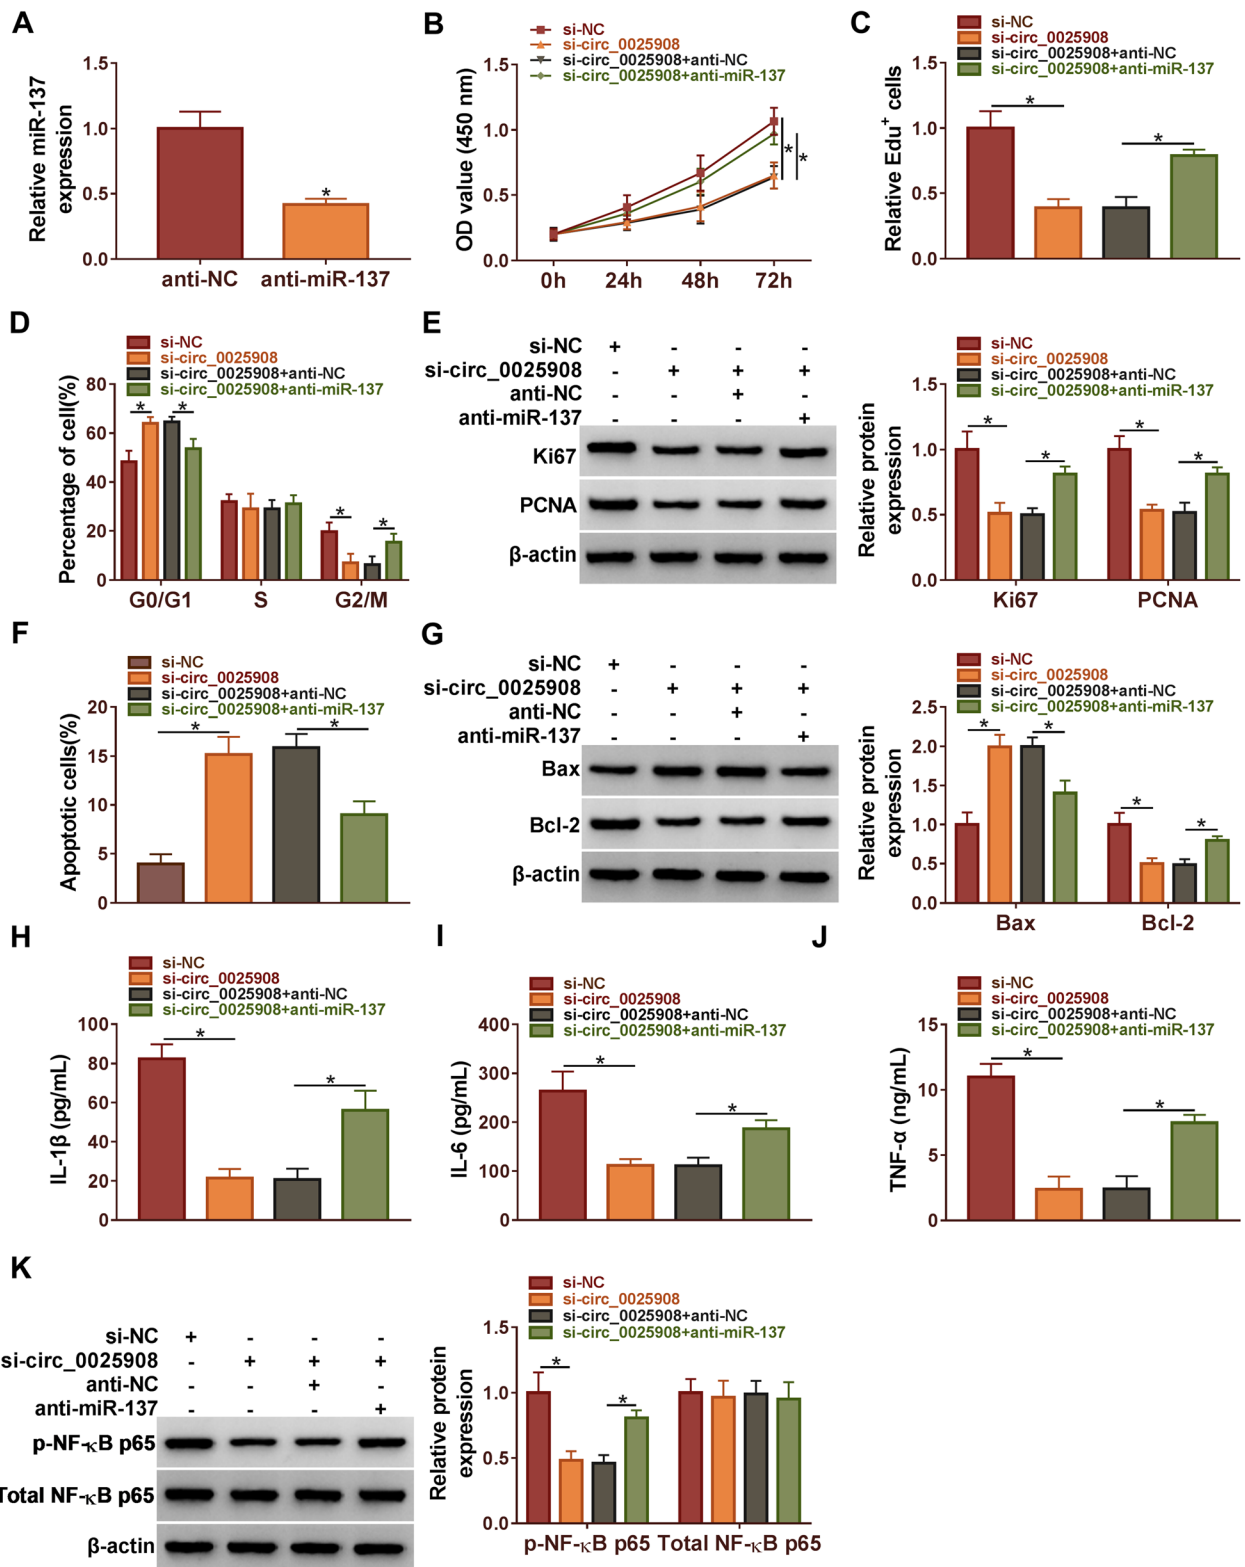 A
Relative miR-137
expression
1.5
1.0
0.5
0.0
*
anti-NC anti-miR-137
B
si-NC
si-circ_0025908
si-circ_0025908+anti-NC
si-circ_0025908+anti-miR-137
OD value (450 nm)
1.5
1.0
0.5
0.0
* *
0h 24h 48h 72h
C
si-NC
si-circ_0025908
si-circ_0025908+anti-NC
si-circ_0025908+anti-miR-137
Relative Edu+ cells
1.5
1.0
0.5
0.0
* *
D
si-NC
si-circ_0025908
si-circ_0025908+anti-NC
si-circ_0025908+anti-miR-137
Percentage of cell(%)
80
60
40
20
0
* * * *
G0/G1 S G2/M
E
si-NC + - - -
si-circ_0025908 - + + +
anti-NC - - + -
anti-miR-137 - - - +
Ki67
PCNA
β-actin
si-NC
si-circ_0025908
si-circ_0025908+anti-NC
si-circ_0025908+anti-miR-137
Relative protein
expression
1.5
1.0
0.5
0.0
* * * *
Ki67 PCNA
F
si-NC
si-circ_0025908
si-circ_0025908+anti-NC
si-circ_0025908+anti-miR-137
Apoptotic cells(%)
20
15
10
5
0
* *
G
si-NC + - - -
si-circ_0025908 - + + +
anti-NC - - + -
anti-miR-137 - - - +
Bax
Bcl-2
β-actin
si-NC
si-circ_0025908
si-circ_0025908+anti-NC
si-circ_0025908+anti-miR-137
Relative protein
expression
2.5
2.0
1.5
1.0
0.5
0.0
* * * *
Bax Bcl-2
H
si-NC
si-circ_0025908
si-circ_0025908+anti-NC
si-circ_0025908+anti-miR-137
IL-1β (pg/mL)
100
80
60
40
20
0
* *
I
si-NC
si-circ_0025908
si-circ_0025908+anti-NC
si-circ_0025908+anti-miR-137
IL-6 (pg/mL)
400
300
200
100
0
* *
J
si-NC
si-circ_0025908
si-circ_0025908+anti-NC
si-circ_0025908+anti-miR-137
TNF-α (ng/mL)
15
10
5
0
* *
K
si-NC + - - -
si-circ_0025908 - + + +
anti-NC - - + -
anti-miR-137 - - - +
p-NF-κB p65
Total NF-κB p65
β-actin
si-NC
si-circ_0025908
si-circ_0025908+anti-NC
si-circ_0025908+anti-miR-137
Relative protein
expression
1.5
1.0
0.5
0.0
* *
p-NF-κB p65 Total NF-κB p65